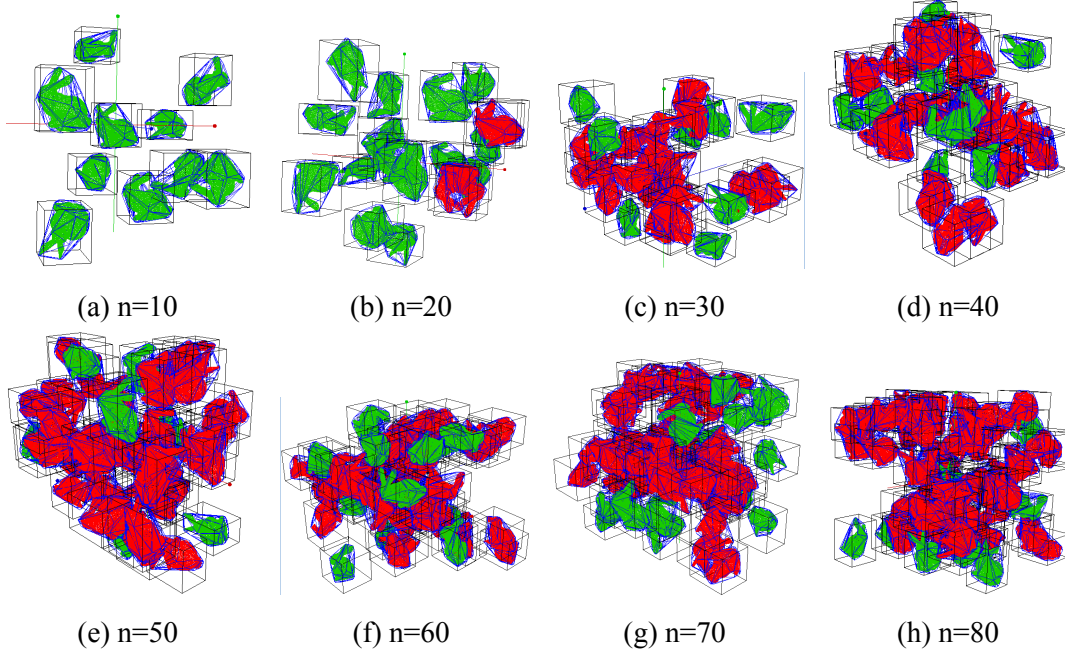 (a) n=10
(b) n=20
(c) n=30
(d) n=40
(e) n=50
(f) n=60
(g) n=70
(h) n=80